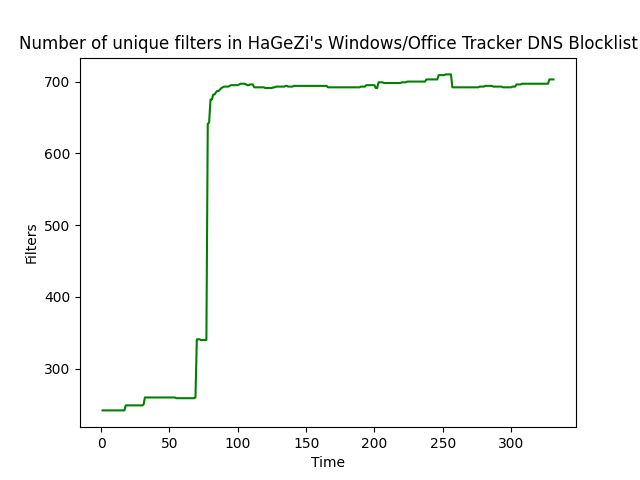 Number of unique filters in HaGeZi's Windows/Office Tracker DNS Blocklist
700
600
500
400
300
Filters
0 50 100 150 200 250 300
Time